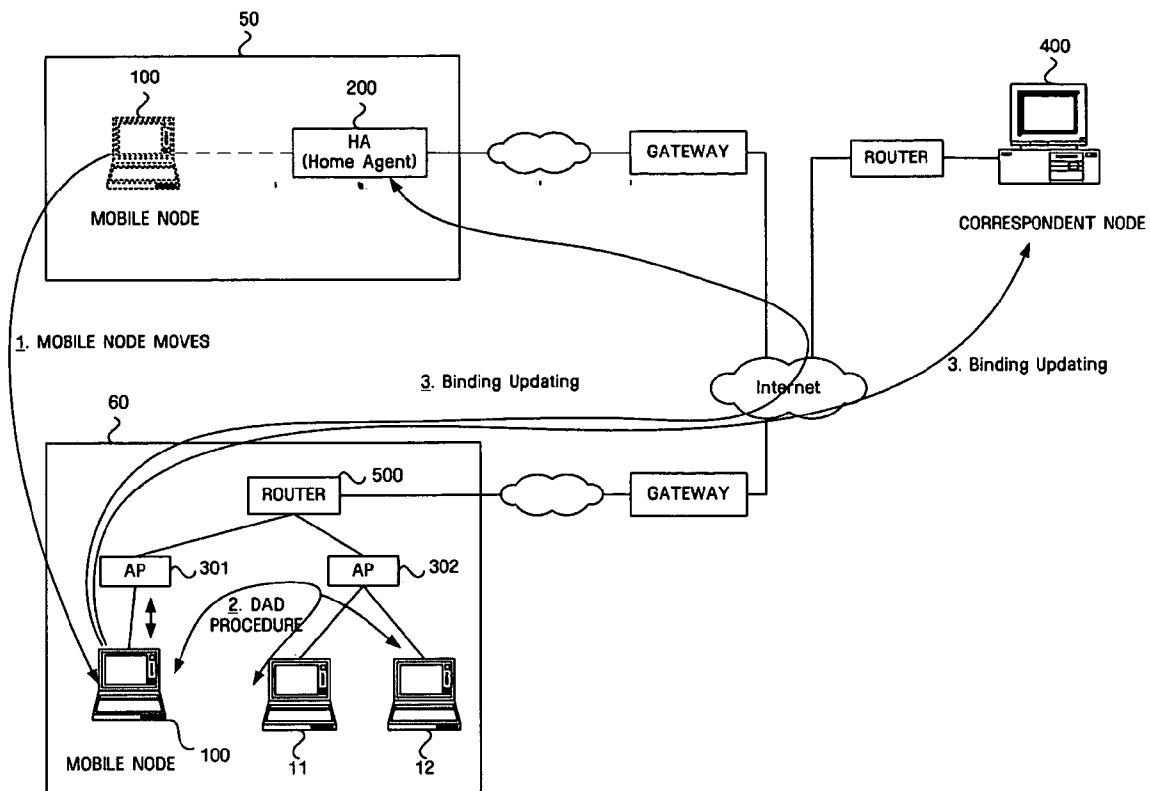 50
400
100
200
HA
(Home Agent)
GATEWAY
ROUTER
MOBILE NODE
CORRESPONDENT NODE
1. MOBILE NODE MOVES
3. Binding Updating
Internet
3. Binding Updating
60
500
ROUTER
GATEWAY
AP
301
AP
302
2. DAD
PROCEDURE
MOBILE NODE
100
11
12